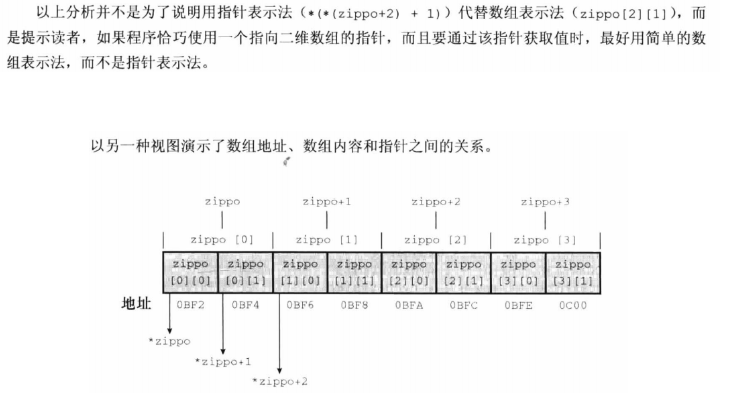 以上分析并不是为了说明用指针表示法（*(*(zippo+2) + 1)）代替数组表示法（zippo[2][1]），而
是提示读者，如果程序恰巧使用一个指向二维数组的指针，而且要通过该指针获取值时，最好用简单的数
组表示法，而不是指针表示法。
以另一种视图演示了数组地址、数组内容和指针之间的关系。
zippo zippo+1 zippo+2 zippo+3
zippo [0] zippo [1] zippo [2] zippo [3]
zippo zippo zippo zippo zippo zippo zippo zippo
[0][0] [0][1] [1][0] [1][1] [2][0] [2][1] [3][0] [3][1]
地址 0BF2 0BF4 0BF6 0BF8 0BFA 0BFC 0BFE 0C00
*zippo
*zippo+1
*zippo+2